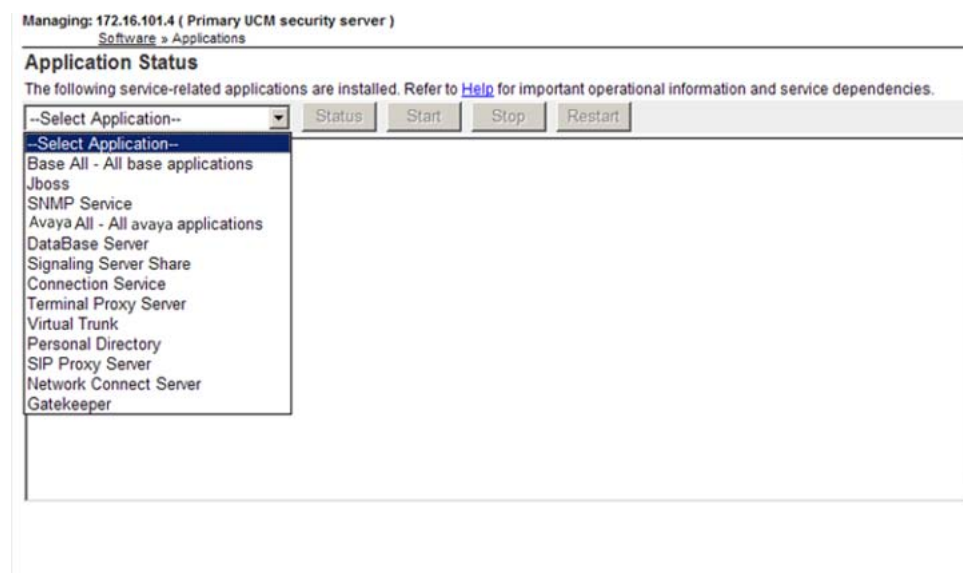 Managing: 172.16.101.4 ( Primary UCM security server )
Software » Applications
Application Status
The following service-related applications are installed. Refer to Help for important operational information and service dependencies.
--Select Application-- Status Start Stop Restart
--Select Application--
Base All - All base applications
Jboss
SNMP Service
Avaya All - All avaya applications
DataBase Server
Signaling Server Share
Connection Service
Terminal Proxy Server
Virtual Trunk
Personal Directory
SIP Proxy Server
Network Connect Server
Gatekeeper